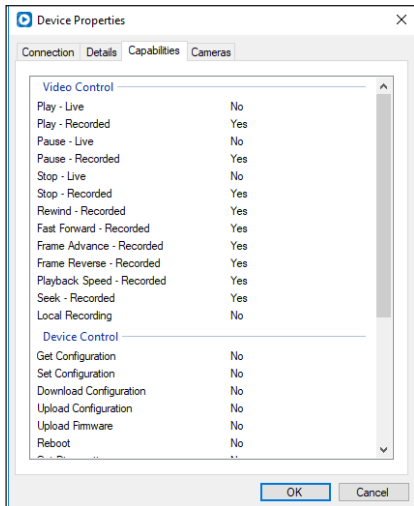 Device Properties
Connection Details Capabilities Cameras
Video Control
Play - Live No
Play - Recorded Yes
Pause - Live No
Pause - Recorded Yes
Stop - Live No
Stop - Recorded Yes
Rewind - Recorded Yes
Fast Forward - Recorded Yes
Frame Advance - Recorded Yes
Frame Reverse - Recorded Yes
Playback Speed - Recorded Yes
Seek - Recorded Yes
Local Recording No
Device Control
Get Configuration No
Set Configuration No
Download Configuration No
Upload Configuration No
Upload Firmware No
Reboot No
OK Cancel